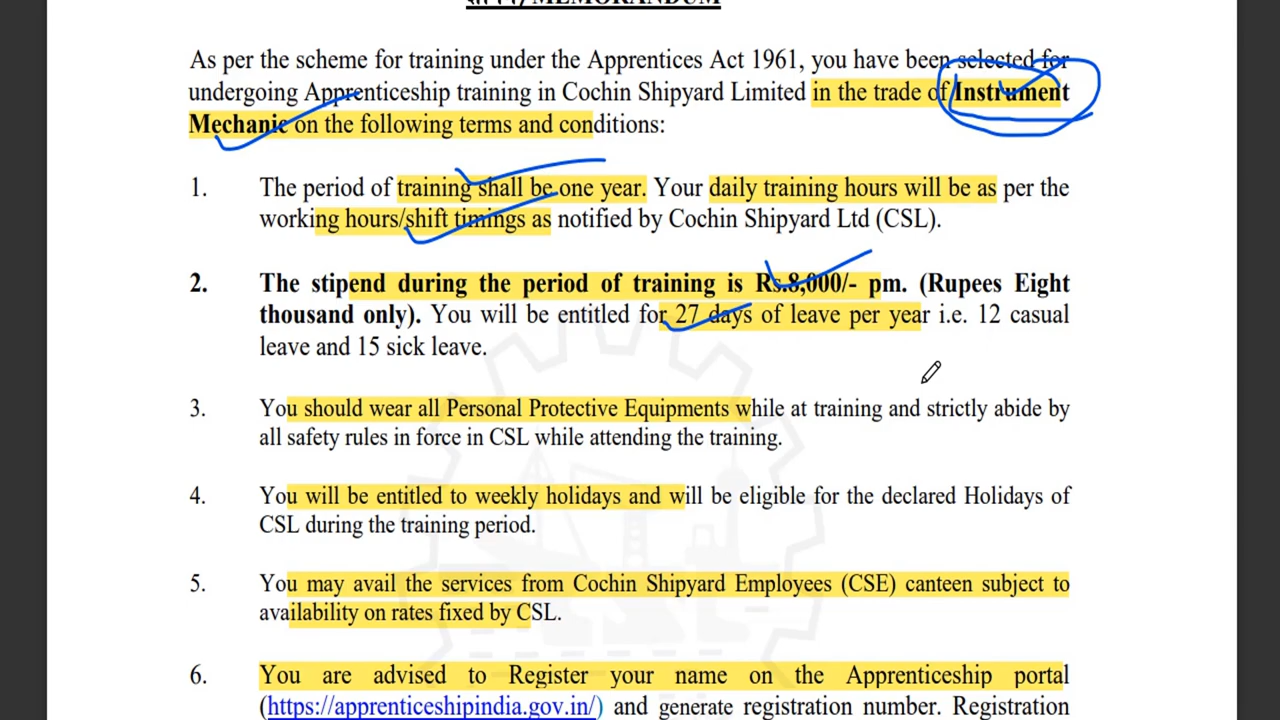 MEMORANDUM
As per the scheme for training under the Apprentices Act 1961, you have been selected for
undergoing Apprenticeship training in Cochin Shipyard Limited in the trade of Instrument
Mechanic on the following terms and conditions:
1. The period of training shall be one year. Your daily training hours will be as per the
working hours/shift timings as notified by Cochin Shipyard Ltd (CSL).
2. The stipend during the period of training is Rs.8,000/- pm. (Rupees Eight
thousand only). You will be entitled for 27 days of leave per year i.e. 12 casual
leave and 15 sick leave.
3. You should wear all Personal Protective Equipments while at training and strictly abide by
all safety rules in force in CSL while attending the training.
4. You will be entitled to weekly holidays and will be eligible for the declared Holidays of
CSL during the training period.
5. You may avail the services from Cochin Shipyard Employees (CSE) canteen subject to
availability on rates fixed by CSL.
6. You are advised to Register your name on the Apprenticeship portal
(https://apprenticeshipindia.gov.in/) and generate registration number. Registration